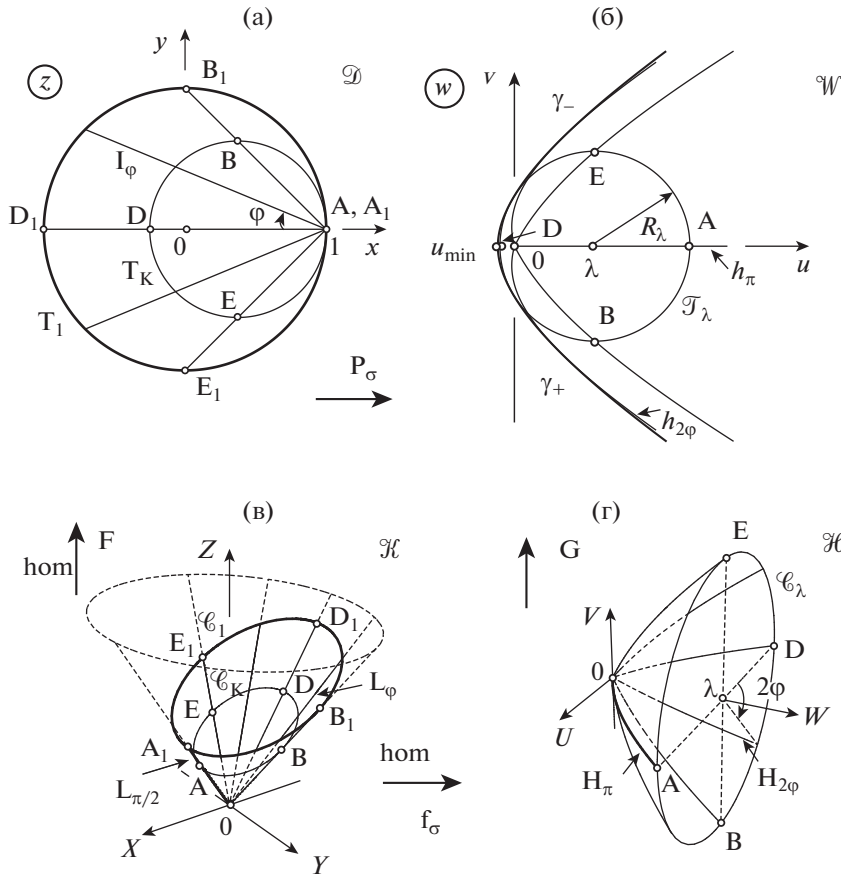 (а)
y
B₁
z
𝒟
B
I_φ
D₁
D
φ
A, A₁
0
1
x
T_K
E
T₁
E₁
P_σ
(б)
w
v
γ₋
𝒲
E
D
R_λ
A
u_min
0
λ
h_π
u
B
𝒯_λ
γ₊
h_2φ
(в)
F
hom
Z
𝒦
𝒞₁
D₁
E₁
𝒞_K
D
L_φ
E
B₁
A₁
B
hom
A
L_π/2
0
f_σ
X
Y
(г)
E
G
ℋ
𝒞_λ
V
D
0
λ
2φ
W
U
H_π
A
H_2φ
B